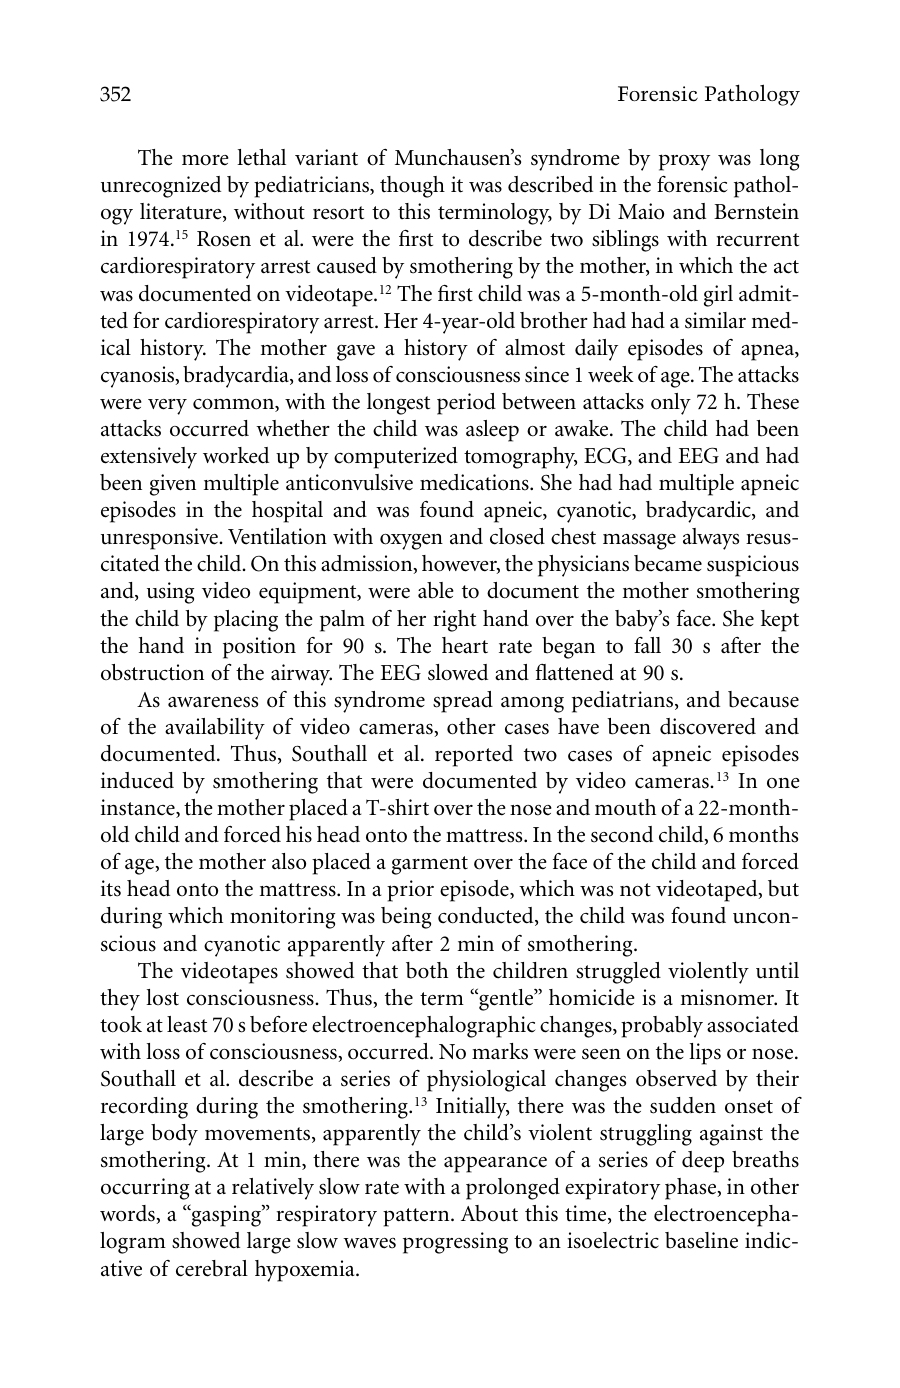 352 Forensic Pathology
The more lethal variant of Munchausen’s syndrome by proxy was long
unrecognized by pediatricians, though it was described in the forensic pathol-
ogy literature, without resort to this terminology, by Di Maio and Bernstein
in 1974.15 Rosen et al. were the first to describe two siblings with recurrent
cardiorespiratory arrest caused by smothering by the mother, in which the act
was documented on videotape.12 The first child was a 5-month-old girl admit-
ted for cardiorespiratory arrest. Her 4-year-old brother had had a similar med-
ical history. The mother gave a history of almost daily episodes of apnea,
cyanosis, bradycardia, and loss of consciousness since 1 week of age. The attacks
were very common, with the longest period between attacks only 72 h. These
attacks occurred whether the child was asleep or awake. The child had been
extensively worked up by computerized tomography, ECG, and EEG and had
been given multiple anticonvulsive medications. She had had multiple apneic
episodes in the hospital and was found apneic, cyanotic, bradycardic, and
unresponsive. Ventilation with oxygen and closed chest massage always resus-
citated the child. On this admission, however, the physicians became suspicious
and, using video equipment, were able to document the mother smothering
the child by placing the palm of her right hand over the baby’s face. She kept
the hand in position for 90 s. The heart rate began to fall 30 s after the
obstruction of the airway. The EEG slowed and flattened at 90 s.
As awareness of this syndrome spread among pediatrians, and because
of the availability of video cameras, other cases have been discovered and
documented. Thus, Southall et al. reported two cases of apneic episodes
induced by smothering that were documented by video cameras.13 In one
instance, the mother placed a T-shirt over the nose and mouth of a 22-month-
old child and forced his head onto the mattress. In the second child, 6 months
of age, the mother also placed a garment over the face of the child and forced
its head onto the mattress. In a prior episode, which was not videotaped, but
during which monitoring was being conducted, the child was found uncon-
scious and cyanotic apparently after 2 min of smothering.
The videotapes showed that both the children struggled violently until
they lost consciousness. Thus, the term “gentle” homicide is a misnomer. It
took at least 70 s before electroencephalographic changes, probably associated
with loss of consciousness, occurred. No marks were seen on the lips or nose.
Southall et al. describe a series of physiological changes observed by their
recording during the smothering.13 Initially, there was the sudden onset of
large body movements, apparently the child’s violent struggling against the
smothering. At 1 min, there was the appearance of a series of deep breaths
occurring at a relatively slow rate with a prolonged expiratory phase, in other
words, a “gasping” respiratory pattern. About this time, the electroencepha-
logram showed large slow waves progressing to an isoelectric baseline indic-
ative of cerebral hypoxemia.